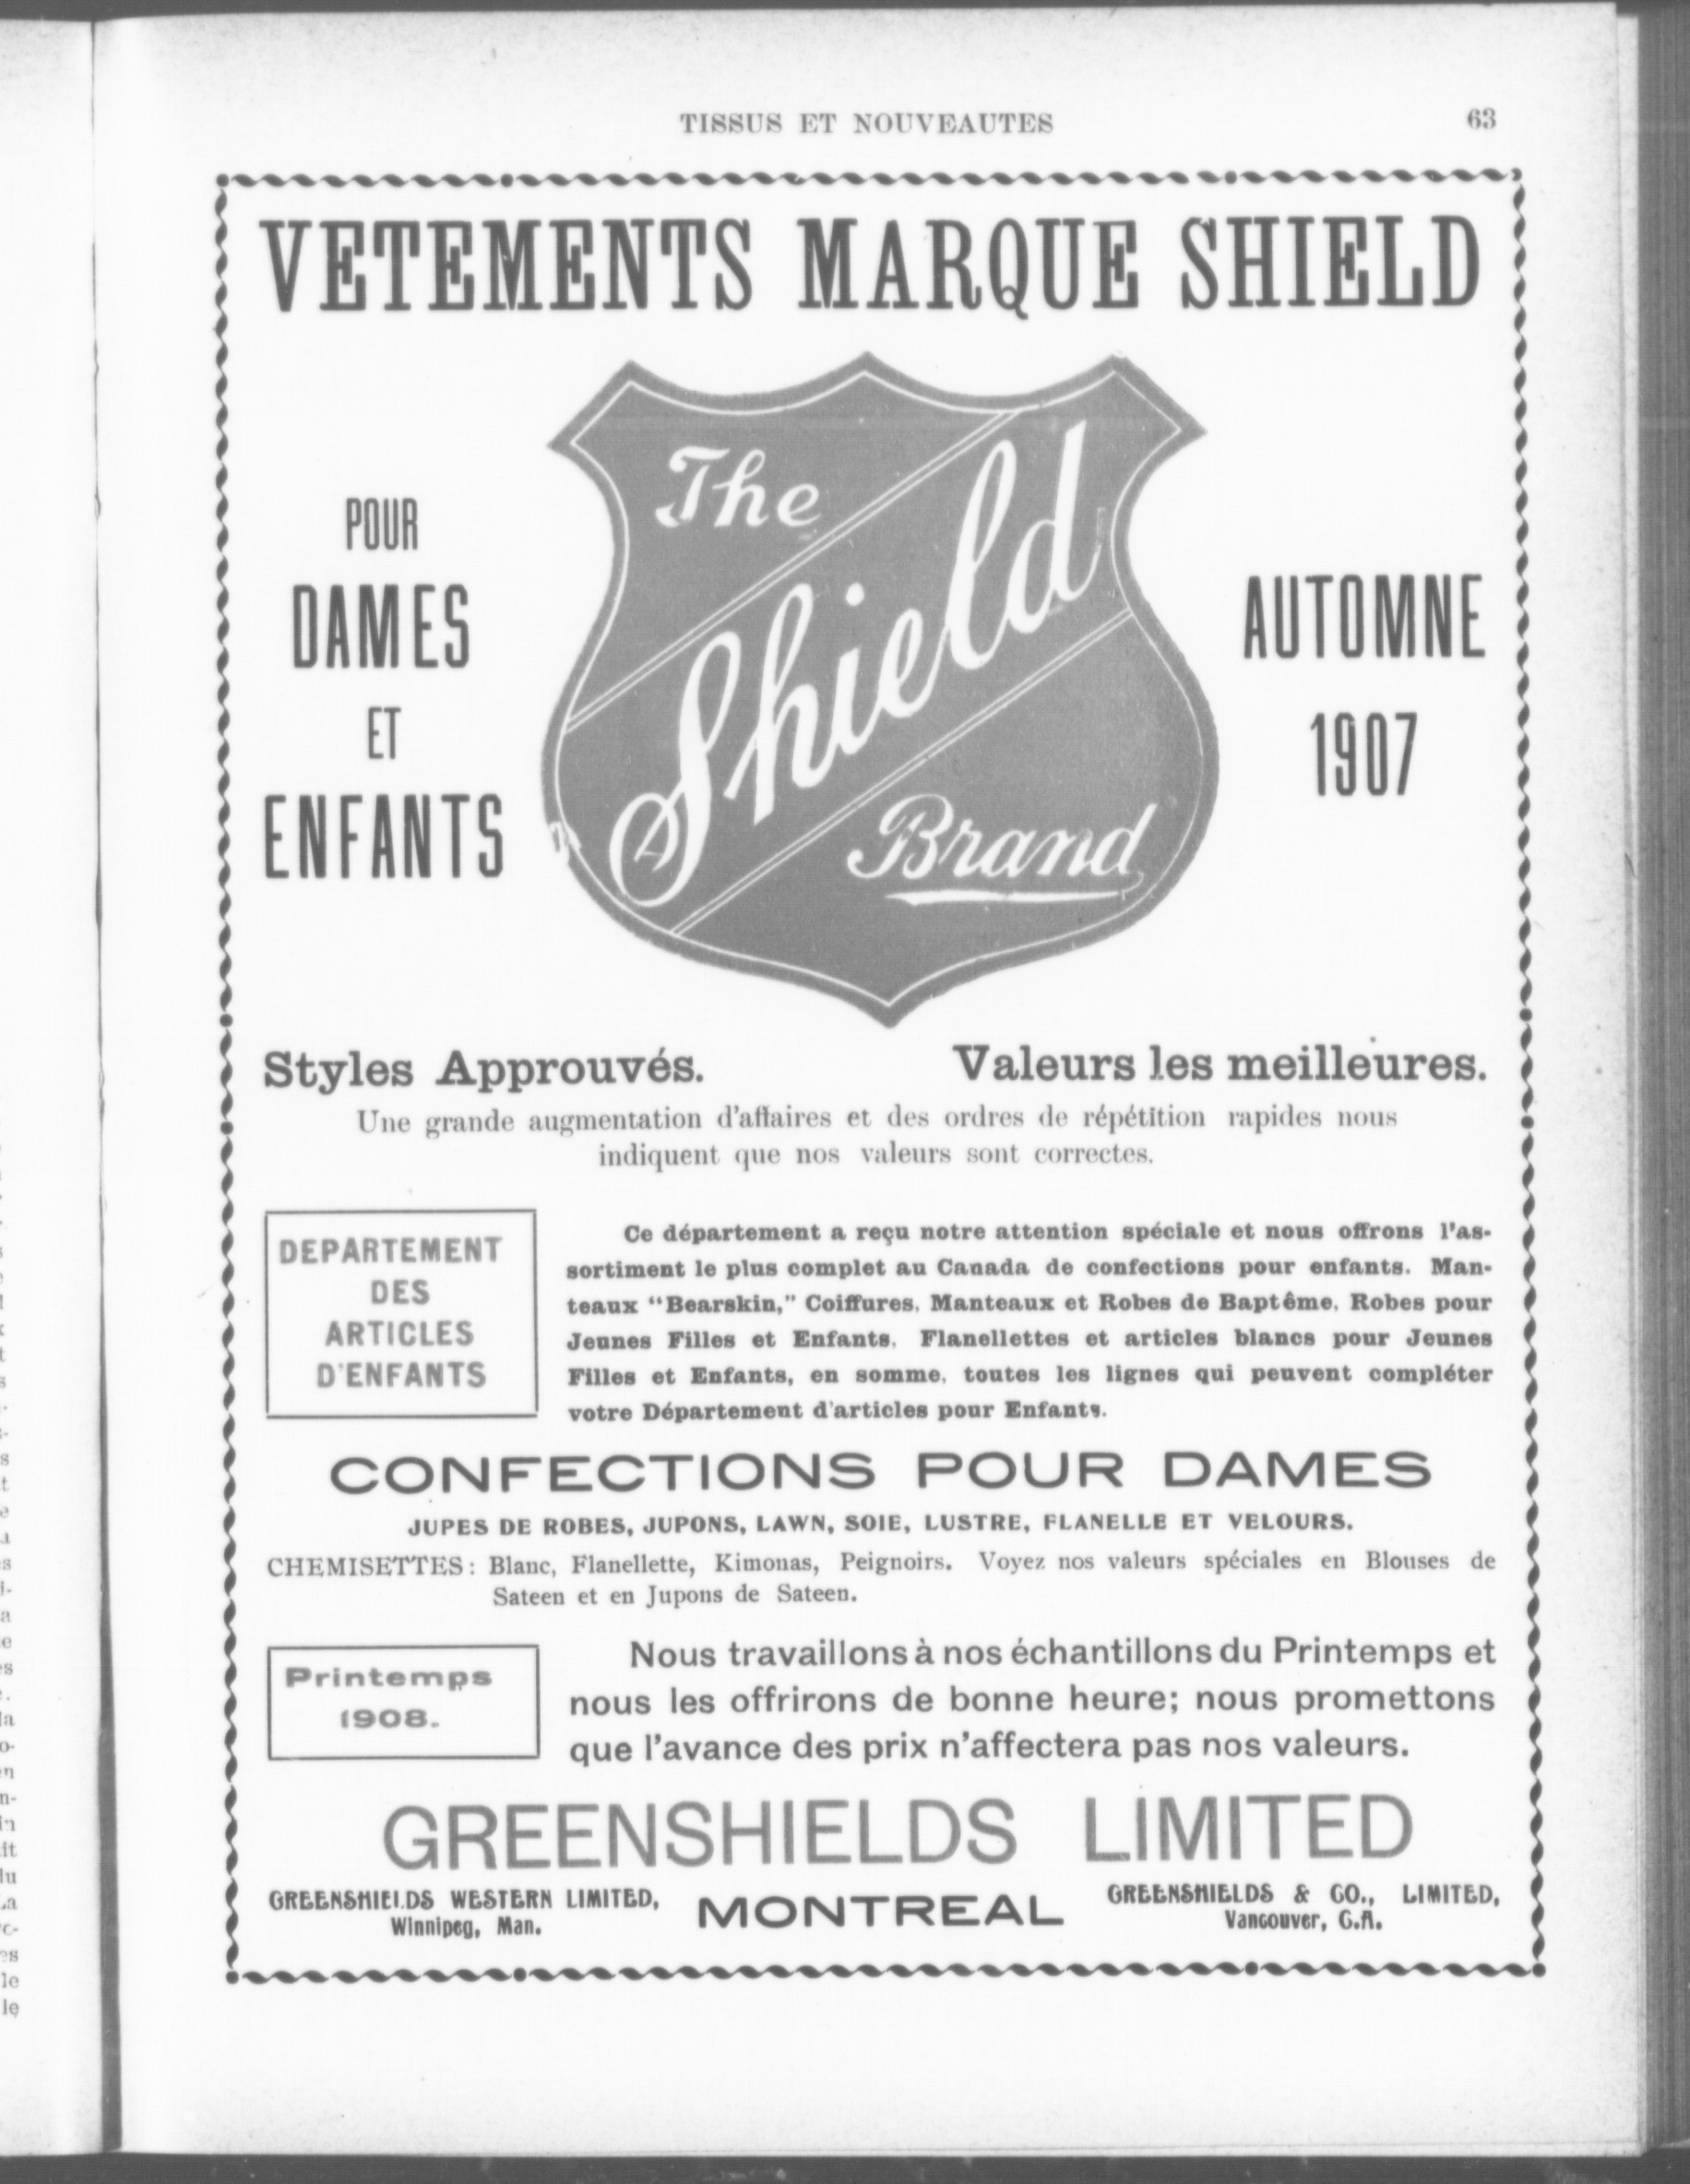 TISSUS ET NOUVEAUTES 63
VETEMENTS MARQUE SHIELD
POUR
DAMES
ET
ENFANTS
The
Shield
Brand
AUTOMNE
1907
Styles Approuvés. Valeurs les meilleures.
Une grande augmentation d'affaires et des ordres de répétition rapides nous
indiquent que nos valeurs sont correctes.
DEPARTEMENT
DES
ARTICLES
D'ENFANTS
Ce département a reçu notre attention spéciale et nous offrons l'as-
sortiment le plus complet au Canada de confections pour enfants. Man-
teaux "Bearskin," Coiffures, Manteaux et Robes de Baptême, Robes pour
Jeunes Filles et Enfants, Flanellettes et articles blancs pour Jeunes
Filles et Enfants, en somme, toutes les lignes qui peuvent compléter
votre Département d'articles pour Enfants.
CONFECTIONS POUR DAMES
JUPES DE ROBES, JUPONS, LAWN, SOIE, LUSTRE, FLANELLE ET VELOURS.
CHEMISETTES: Blanc, Flanellette, Kimonas, Peignoirs. Voyez nos valeurs spéciales en Blouses de
Sateen et en Jupons de Sateen.
Printemps
1908.
Nous travaillons à nos échantillons du Printemps et
nous les offrirons de bonne heure; nous promettons
que l'avance des prix n'affectera pas nos valeurs.
GREENSHIELDS LIMITED
GREENSHIELDS WESTERN LIMITED,
Winnipeg, Man.
MONTREAL
GREENSHIELDS & CO., LIMITED,
Vancouver, C.A.